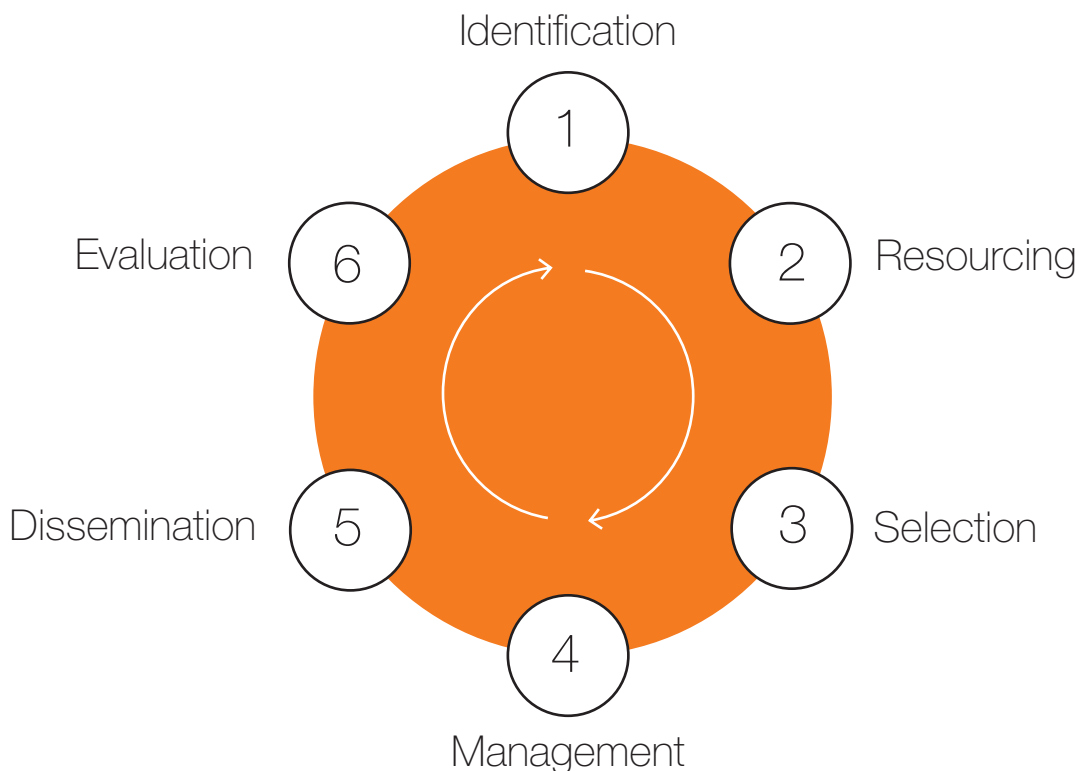 Identification
1
2
Resourcing
3
Selection
4
Management
5
Dissemination
6
Evaluation